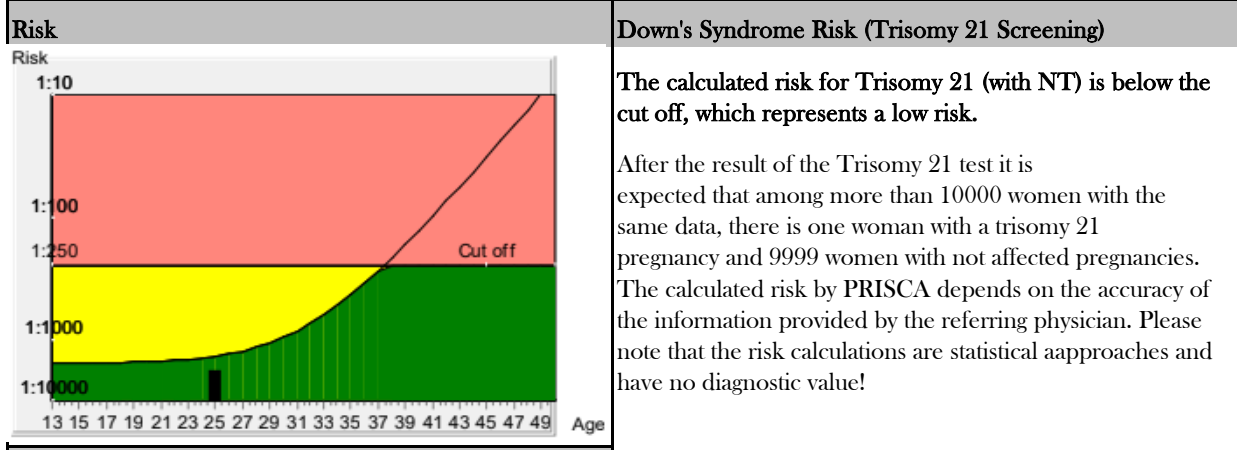 Risk
Risk
1:10
1:100
1:250
Cut off
1:1000
1:10000
13 15 17 19 21 23 25 27 29 31 33 35 37 39 41 43 45 47 49 Age
Down's Syndrome Risk (Trisomy 21 Screening)
The calculated risk for Trisomy 21 (with NT) is below the
cut off, which represents a low risk.
After the result of the Trisomy 21 test it is
expected that among more than 10000 women with the
same data, there is one woman with a trisomy 21
pregnancy and 9999 women with not affected pregnancies.
The calculated risk by PRISCA depends on the accuracy of
the information provided by the referring physician. Please
note that the risk calculations are statistical aapproaches and
have no diagnostic value!